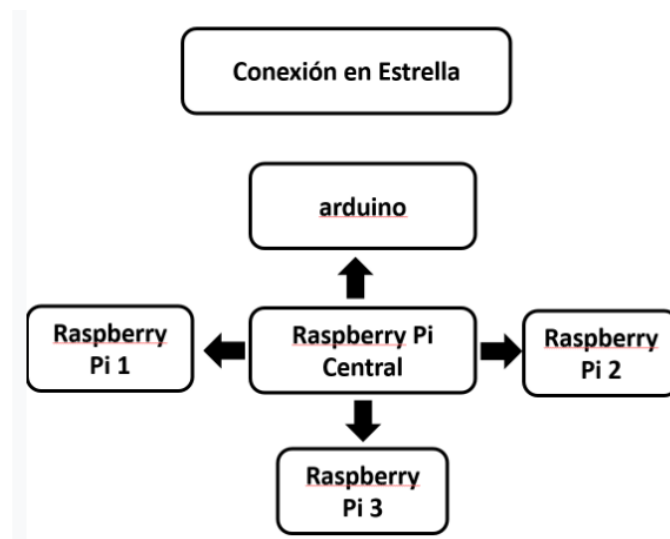 Conexión en Estrella
arduino
Raspberry
Pi 1
Raspberry Pi
Central
Raspberry
Pi 2
Raspberry
Pi 3